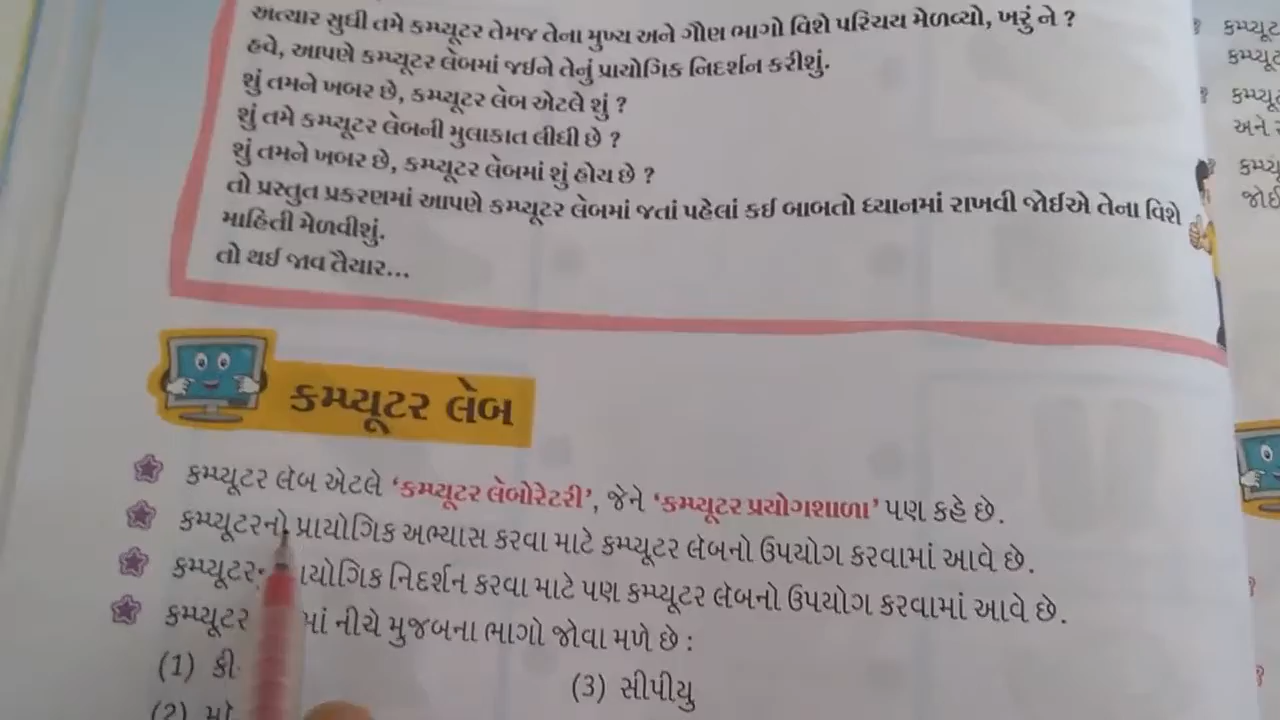 અત્યાર સુધી તમે કમ્પ્યૂટર તેમજ તેના મુખ્ય અને ગૌણ ભાગો વિશે પરિચય મેળવ્યો, ખરું ને ?
હવે, આપણે કમ્પ્યૂટર લૅબમાં જઈને તેનું પ્રાયોગિક નિદર્શન કરીશું.
શું તમને ખબર છે, કમ્પ્યૂટર લૅબ એટલે શું ?
શું તમે કમ્પ્યૂટર લૅબની મુલાકાત લીધી છે ?
શું તમને ખબર છે, કમ્પ્યૂટર લૅબમાં શું હોય છે ?
તો પ્રસ્તુત પ્રકરણમાં આપણે કમ્પ્યૂટર લૅબમાં જતાં પહેલાં કઈ બાબતો ધ્યાનમાં રાખવી જોઈએ તેના વિશે
માહિતી મેળવીશું.
તો થઈ જાવ તૈયાર...
કમ્પ્યૂટર લૅબ
કમ્પ્યૂટર લૅબ એટલે ‘કમ્પ્યૂટર લૅબોરેટરી’, જેને ‘કમ્પ્યૂટર પ્રયોગશાળા’ પણ કહે છે.
કમ્પ્યૂટરનો પ્રાયોગિક અભ્યાસ કરવા માટે કમ્પ્યૂટર લૅબનો ઉપયોગ કરવામાં આવે છે.
કમ્પ્યૂટર નિદર્શન કરવા માટે પણ કમ્પ્યૂટર લૅબનો ઉપયોગ કરવામાં આવે છે.
કમ્પ્યૂટર નીચે મુજબના ભાગો જોવા મળે છે :
(1) કી
(3) સીપીયુ
(2)
અને